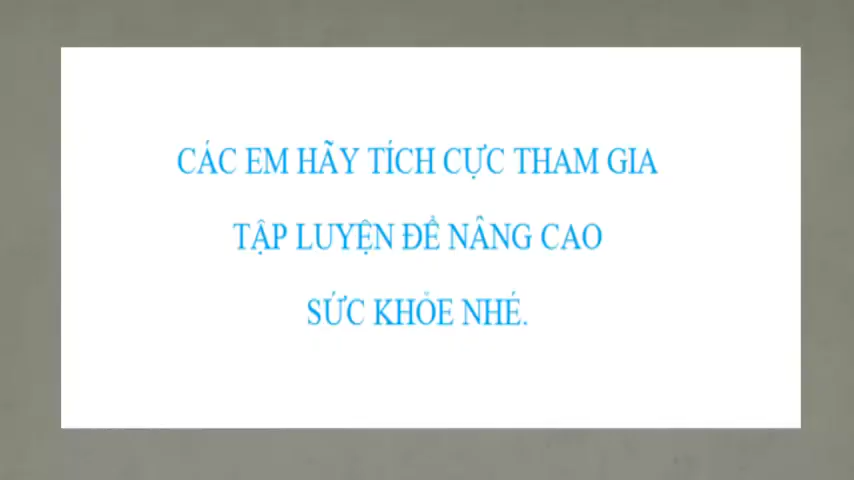 CÁC EM HÃY TÍCH CỰC THAM GIA
TẬP LUYỆN ĐỂ NÂNG CAO
SỨC KHỎE NHÉ.